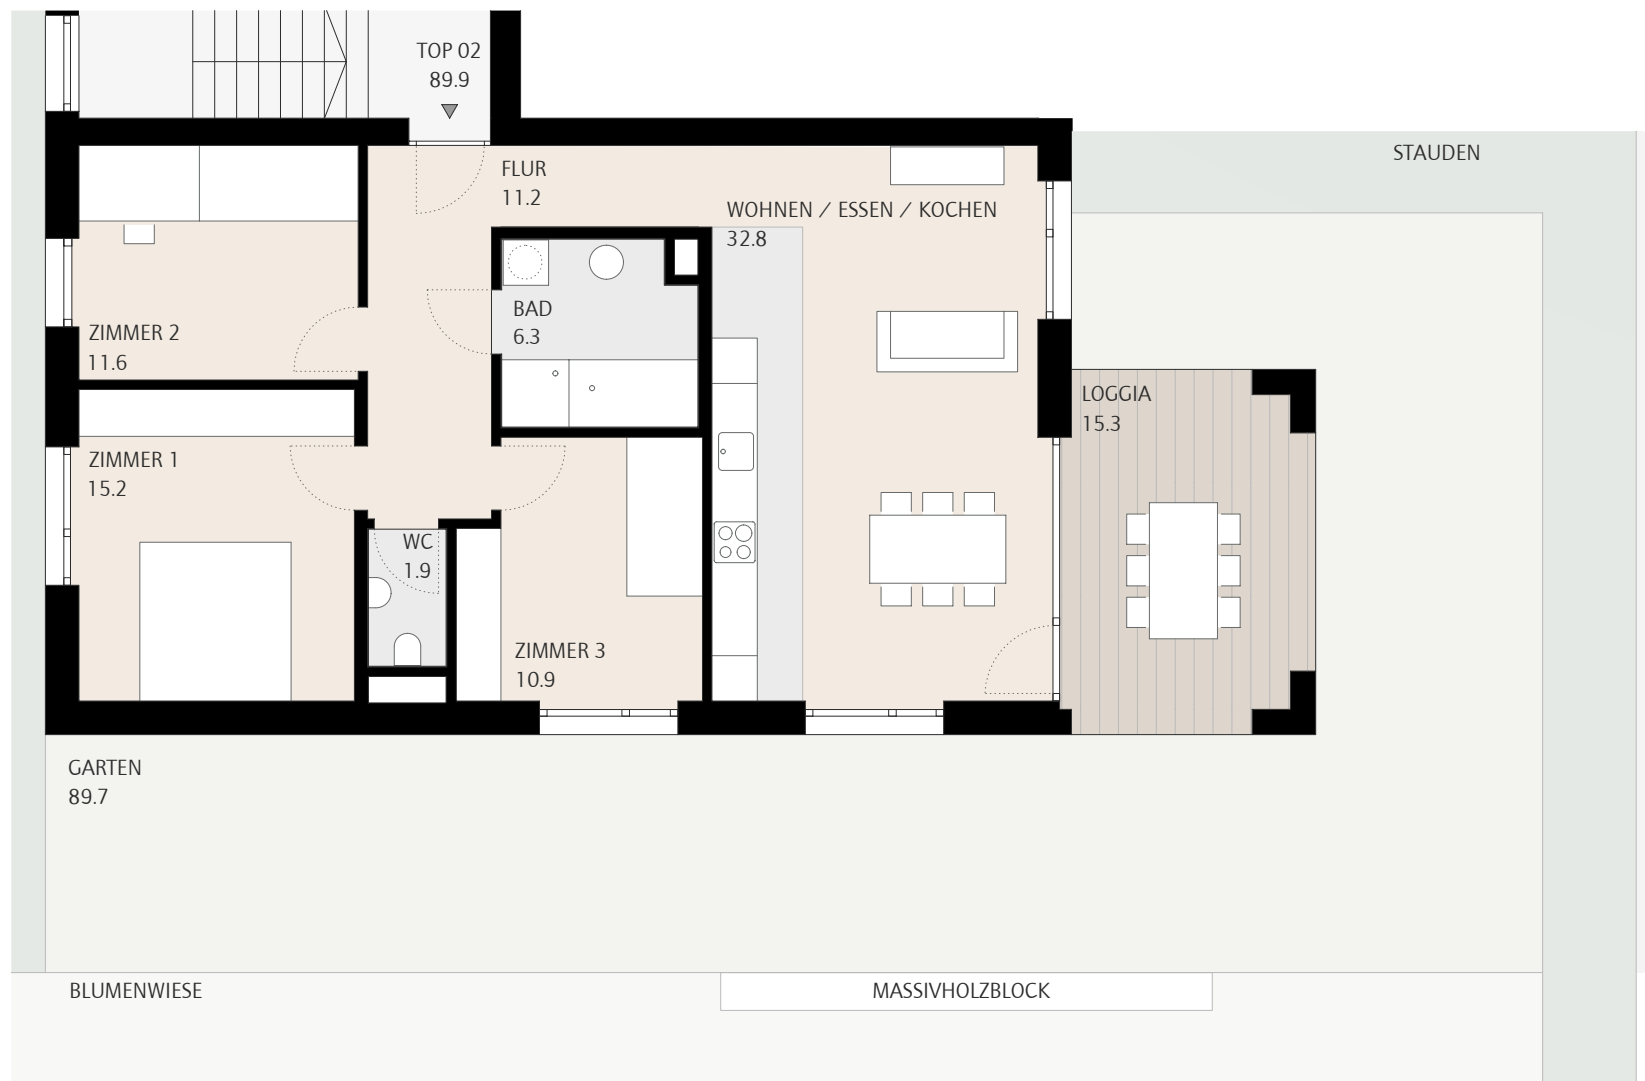 TOP 02
89.9
STAUDEN
FLUR
11.2
WOHNEN / ESSEN / KOCHEN
32.8
BAD
6.3
ZIMMER 2
11.6
LOGGIA
15.3
ZIMMER 1
15.2
WC
1.9
ZIMMER 3
10.9
GARTEN
89.7
BLUMENWIESE
MASSIVHOLZBLOCK